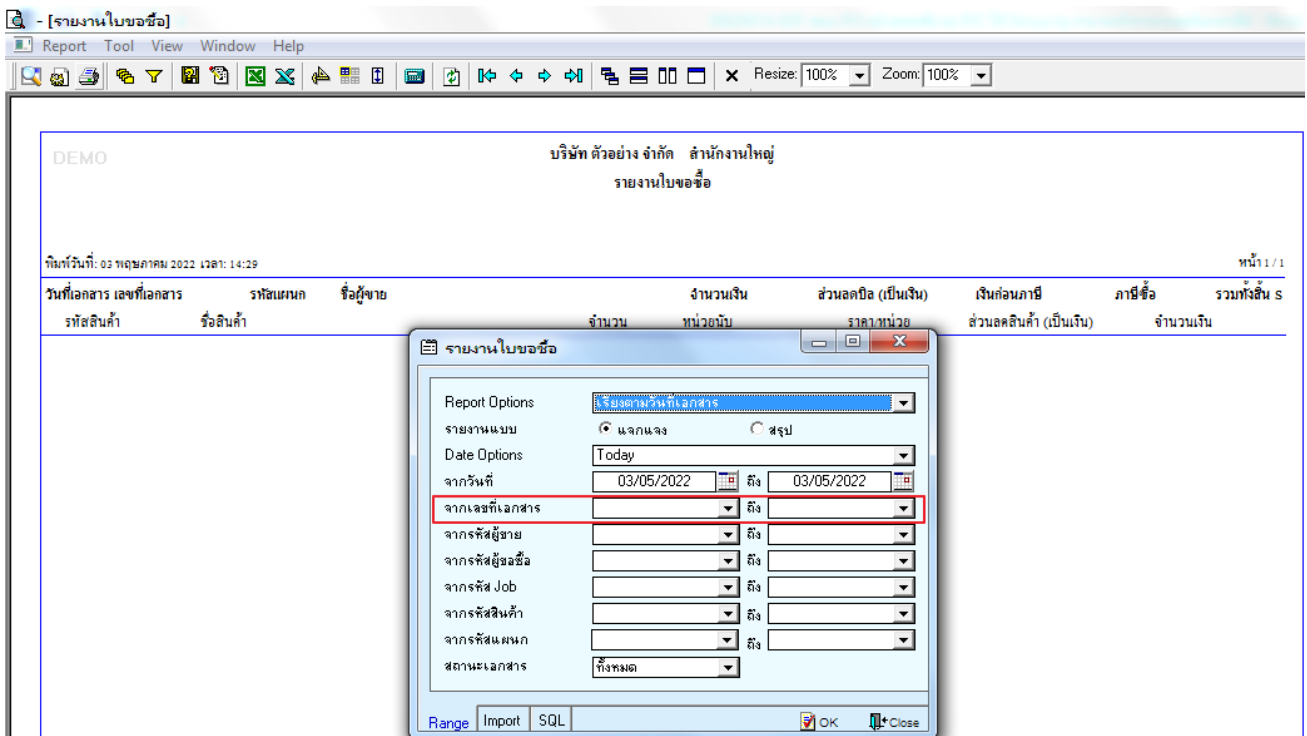 - [รายงานใบขอซื้อ]
Report Tool View Window Help
Resize: 100% Zoom: 100%
DEMO
บริษัท ตัวอย่าง จำกัด สำนักงานใหญ่
รายงานใบขอซื้อ
พิมพ์วันที่: 03 พฤษภาคม 2022 เวลา: 14:29 หน้า 1 / 1
วันที่เอกสาร เลขที่เอกสาร รหัสแผนก ชื่อผู้ขาย จำนวนเงิน ส่วนลดบิล (เป็นเงิน) เงินก่อนภาษี ภาษีซื้อ รวมทั้งสิ้น S
รหัสสินค้า ชื่อสินค้า จำนวน หน่วยนับ ราคา/หน่วย ส่วนลดสินค้า (เป็นเงิน) จำนวนเงิน
รายงานใบขอซื้อ
Report Options เรียงตามวันที่เอกสาร
รายงานแบบ แจกแจง สรุป
Date Options Today
จากวันที่ 03/05/2022 ถึง 03/05/2022
จากเลขที่เอกสาร ถึง
จากรหัสผู้ขาย ถึง
จากรหัสผู้ขอซื้อ ถึง
จากรหัส Job ถึง
จากรหัสสินค้า ถึง
จากรหัสแผนก ถึง
สถานะเอกสาร ทั้งหมด
Range Import SQL OK Close